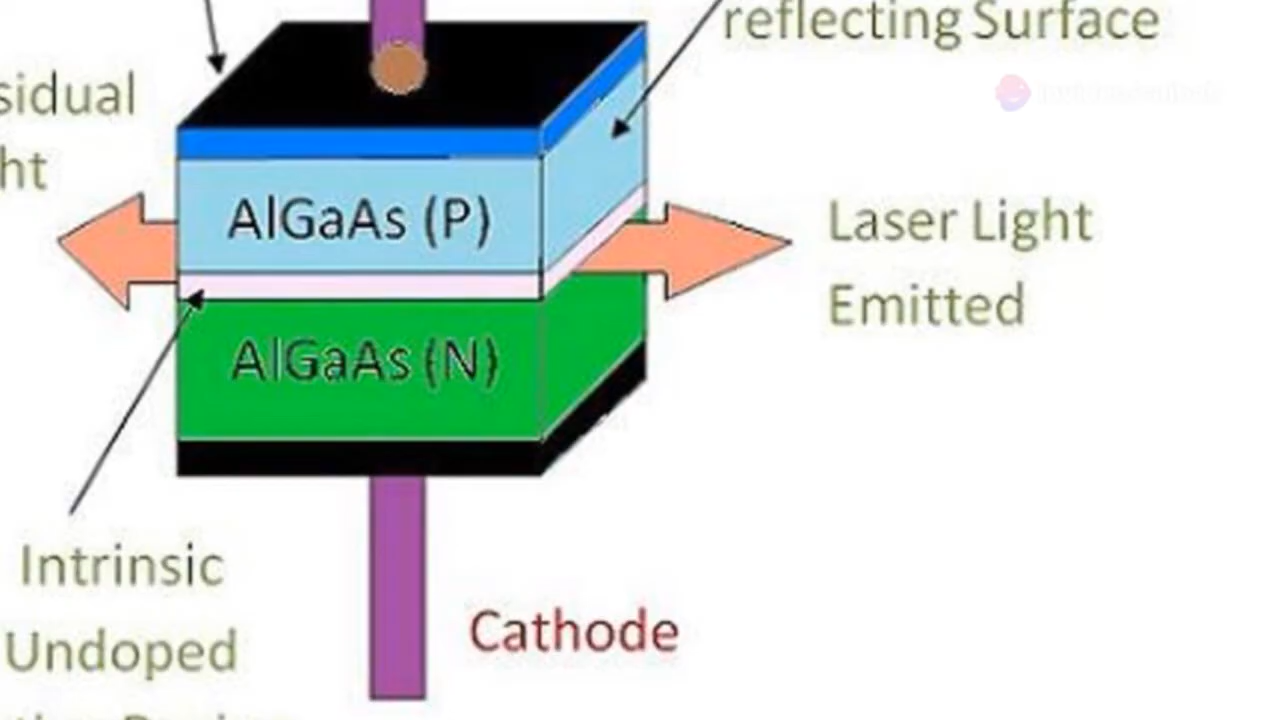 reflecting Surface
sidual
ht
AlGaAs (P)
Laser Light
Emitted
AlGaAs (N)
Intrinsic
Undoped
Cathode